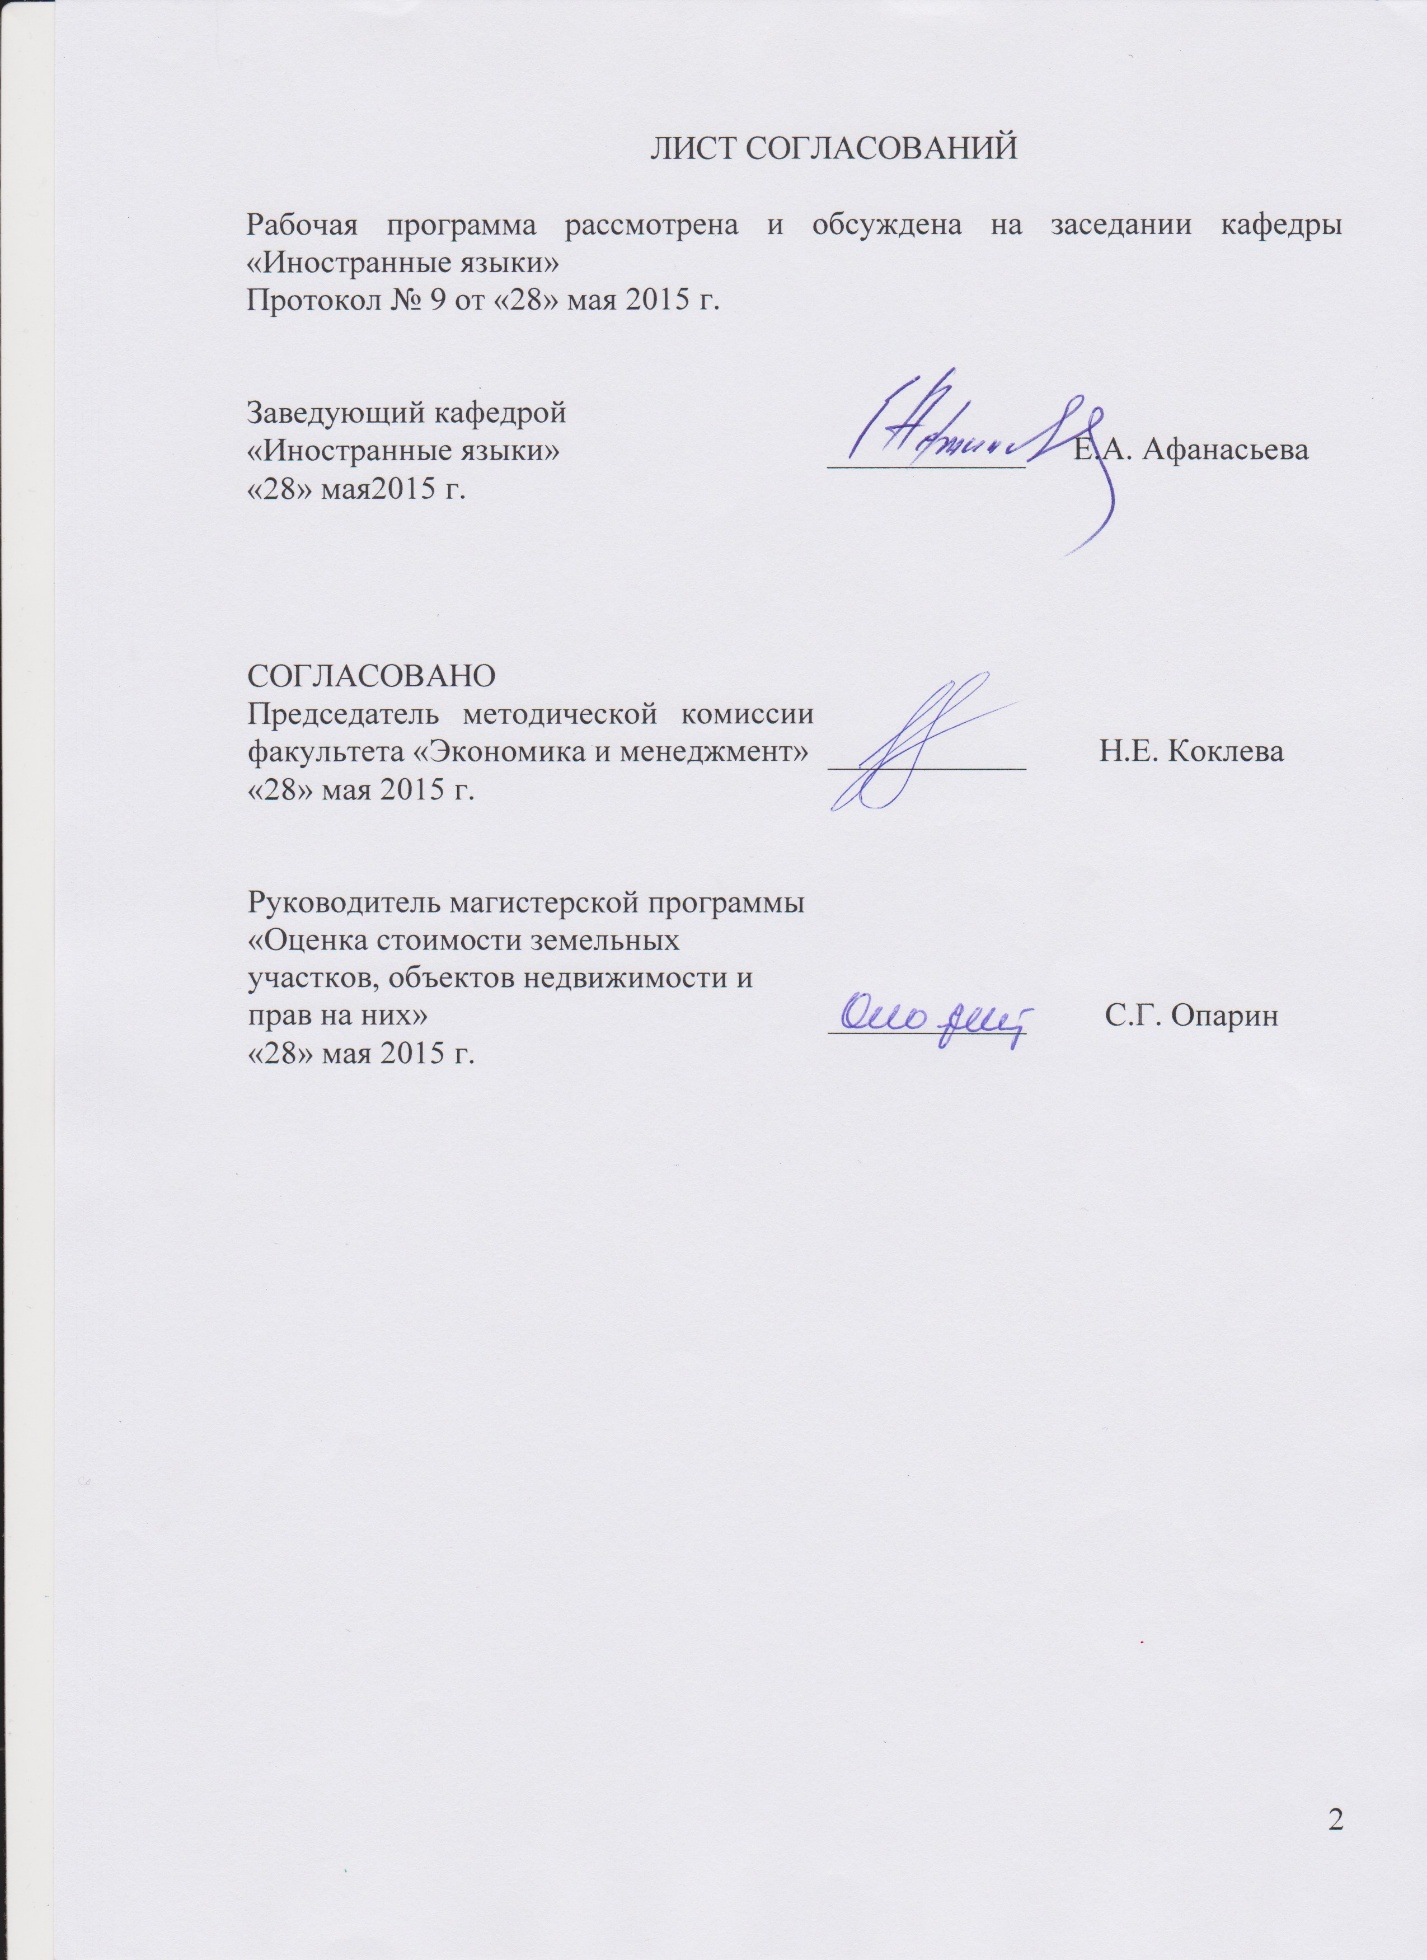 ЛИСТ СОГЛАСОВАНИЙ
Рабочая программа рассмотрена и обсуждена на заседании кафедры
«Иностранные языки»
Протокол № 9 от «28» мая 2015 г.
Заведующий кафедрой
«Иностранные языки» Е.А. Афанасьева
«28» мая2015 г.
СОГЛАСОВАНО
Председатель методической комиссии
факультета «Экономика и менеджмент» Н.Е. Коклева
«28» мая 2015 г.
Руководитель магистерской программы
«Оценка стоимости земельных
участков, объектов недвижимости и
прав на них» С.Г. Опарин
«28» мая 2015 г.
2